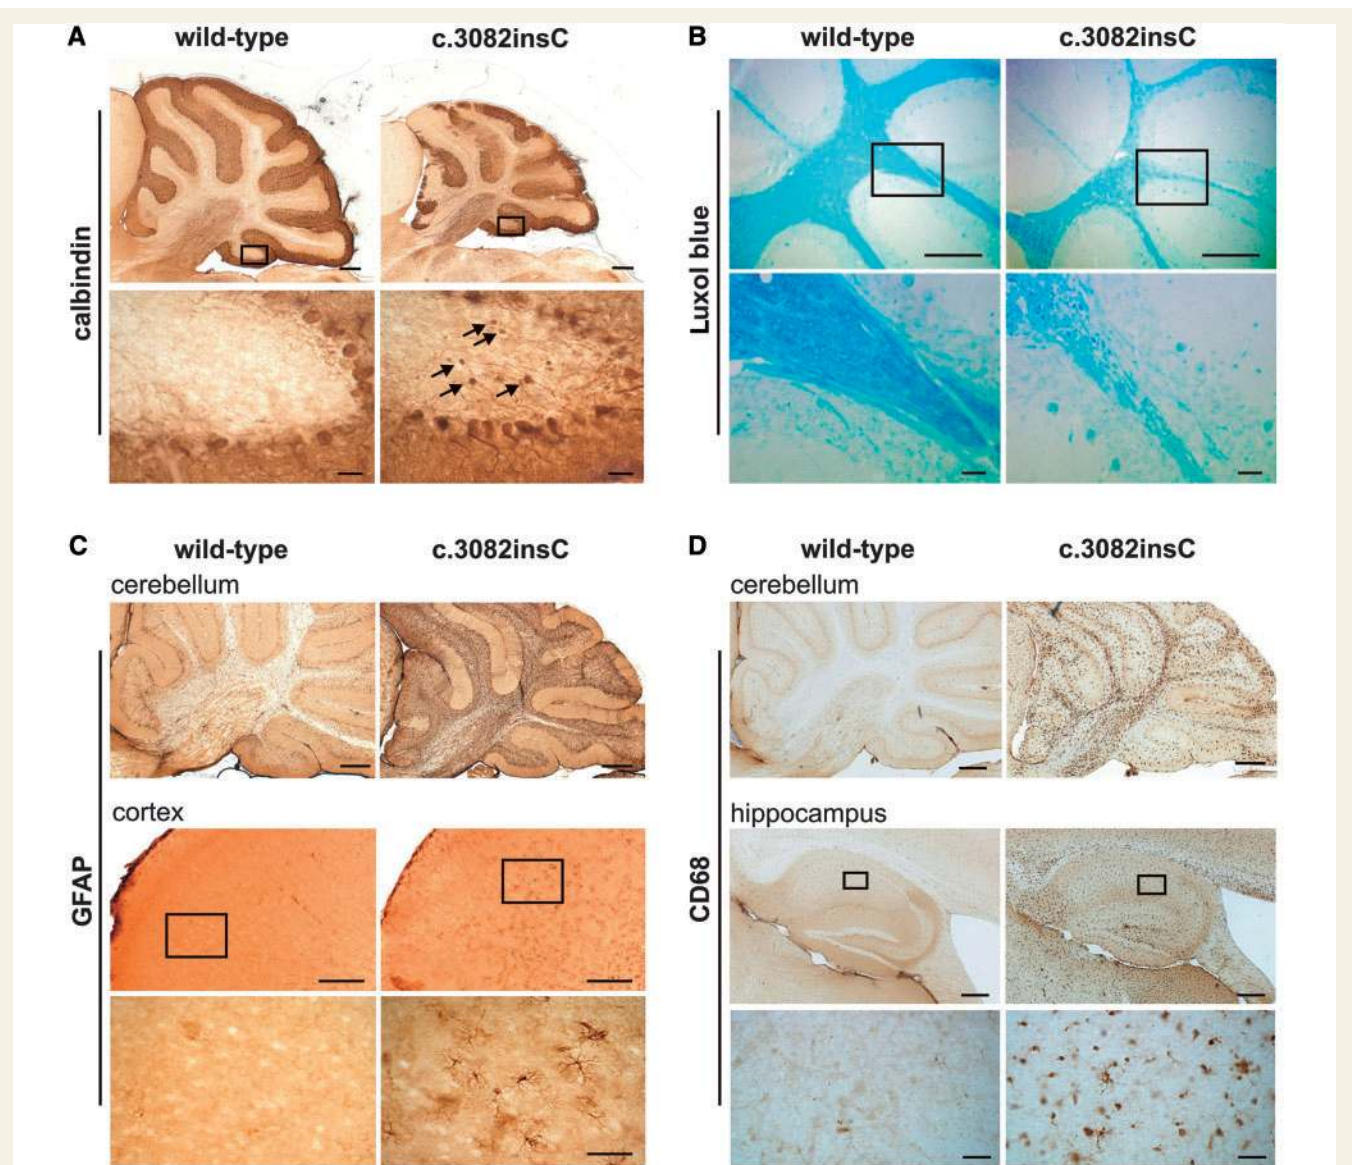 A
wild-type
c.3082insC
calbindin
B
wild-type
c.3082insC
Luxol blue
C
wild-type
c.3082insC
cerebellum
cortex
GFAP
D
wild-type
c.3082insC
cerebellum
hippocampus
CD68